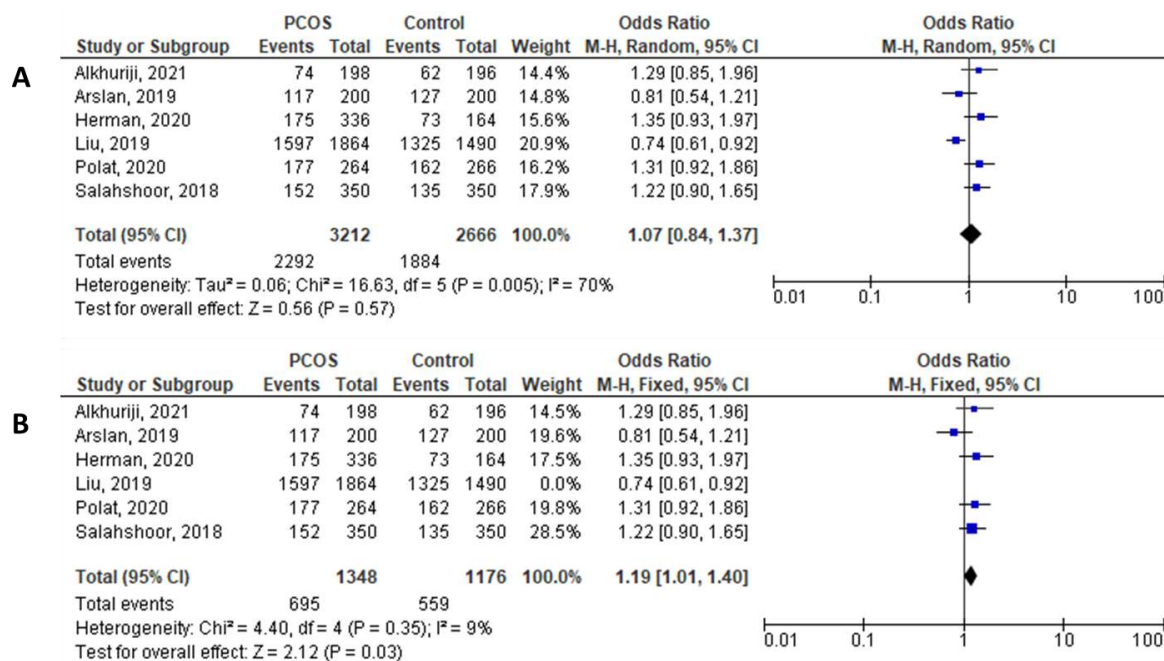 A
PCOS Control Odds Ratio Odds Ratio
Study or Subgroup Events Total Events Total Weight M-H, Random, 95% CI M-H, Random, 95% CI
Alkhuriji, 2021 74 198 62 196 14.4% 1.29 [0.85, 1.96]
Arslan, 2019 117 200 127 200 14.8% 0.81 [0.54, 1.21]
Herman, 2020 175 336 73 164 15.6% 1.35 [0.93, 1.97]
Liu, 2019 1597 1864 1325 1490 20.9% 0.74 [0.61, 0.92]
Polat, 2020 177 264 162 266 16.2% 1.31 [0.92, 1.86]
Salahshoor, 2018 152 350 135 350 17.9% 1.22 [0.90, 1.65]
Total (95% CI) 3212 2666 100.0% 1.07 [0.84, 1.37]
Total events 2292 1884
Heterogeneity: Tau² = 0.06; Chi² = 16.63, df = 5 (P = 0.005); I² = 70%
Test for overall effect: Z = 0.56 (P = 0.57)
0.01 0.1 1 10 100
B
PCOS Control Odds Ratio Odds Ratio
Study or Subgroup Events Total Events Total Weight M-H, Fixed, 95% CI M-H, Fixed, 95% CI
Alkhuriji, 2021 74 198 62 196 14.5% 1.29 [0.85, 1.96]
Arslan, 2019 117 200 127 200 19.6% 0.81 [0.54, 1.21]
Herman, 2020 175 336 73 164 17.5% 1.35 [0.93, 1.97]
Liu, 2019 1597 1864 1325 1490 0.0% 0.74 [0.61, 0.92]
Polat, 2020 177 264 162 266 19.8% 1.31 [0.92, 1.86]
Salahshoor, 2018 152 350 135 350 28.5% 1.22 [0.90, 1.65]
Total (95% CI) 1348 1176 100.0% 1.19 [1.01, 1.40]
Total events 695 559
Heterogeneity: Chi² = 4.40, df = 4 (P = 0.35); I² = 9%
Test for overall effect: Z = 2.12 (P = 0.03)
0.01 0.1 1 10 100